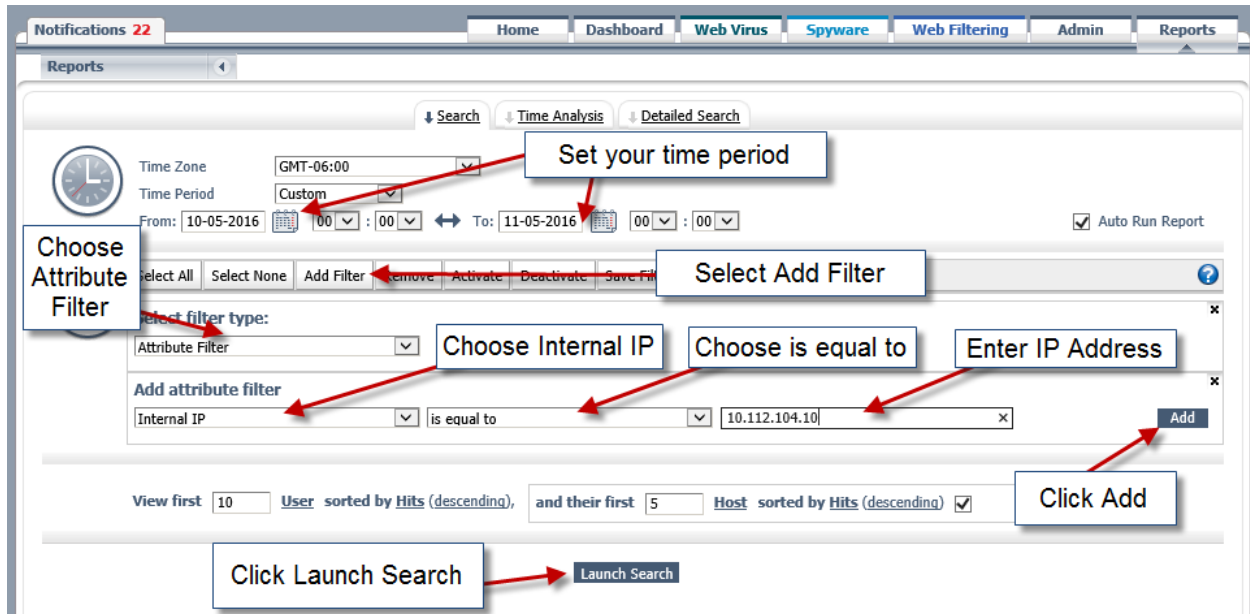 Notifications 22
Home Dashboard Web Virus Spyware Web Filtering Admin Reports
Reports
Search Time Analysis Detailed Search
Set your time period
Time Zone GMT-06:00
Time Period Custom
From: 10-05-2016 00 : 00 To: 11-05-2016 00 : 00
Auto Run Report
Choose
Attribute
Filter
Select All Select None Add Filter Remove Activate Deactivate Save
Select Add Filter
Select filter type:
Attribute Filter
Choose Internal IP
Choose is equal to
Enter IP Address
Add attribute filter
Internal IP is equal to 10.112.104.10 Add
View first 10 User sorted by Hits (descending), and their first 5 Host sorted by Hits (descending)
Click Add
Click Launch Search
Launch Search